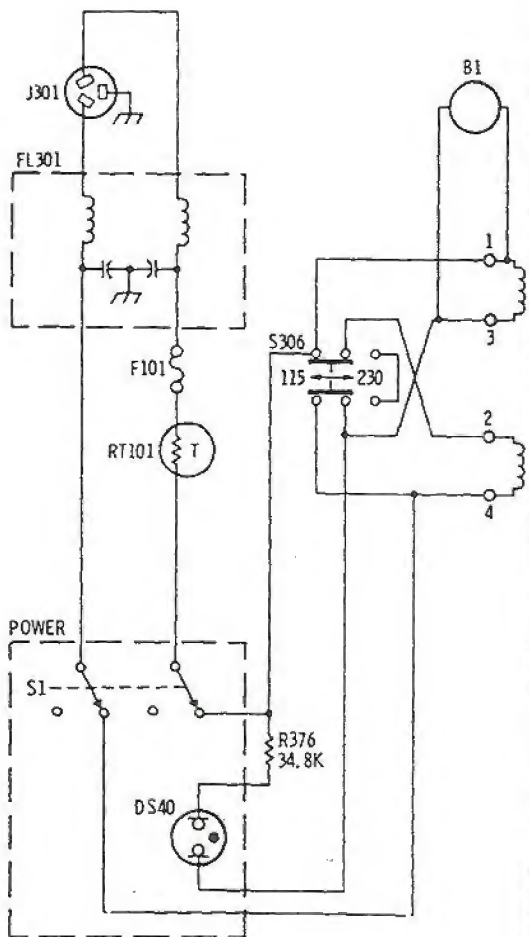 J301
B1
FL301
1
3
S306
115
230
F101
2
RT101
T
4
POWER
S1
R376
34.8K
DS40